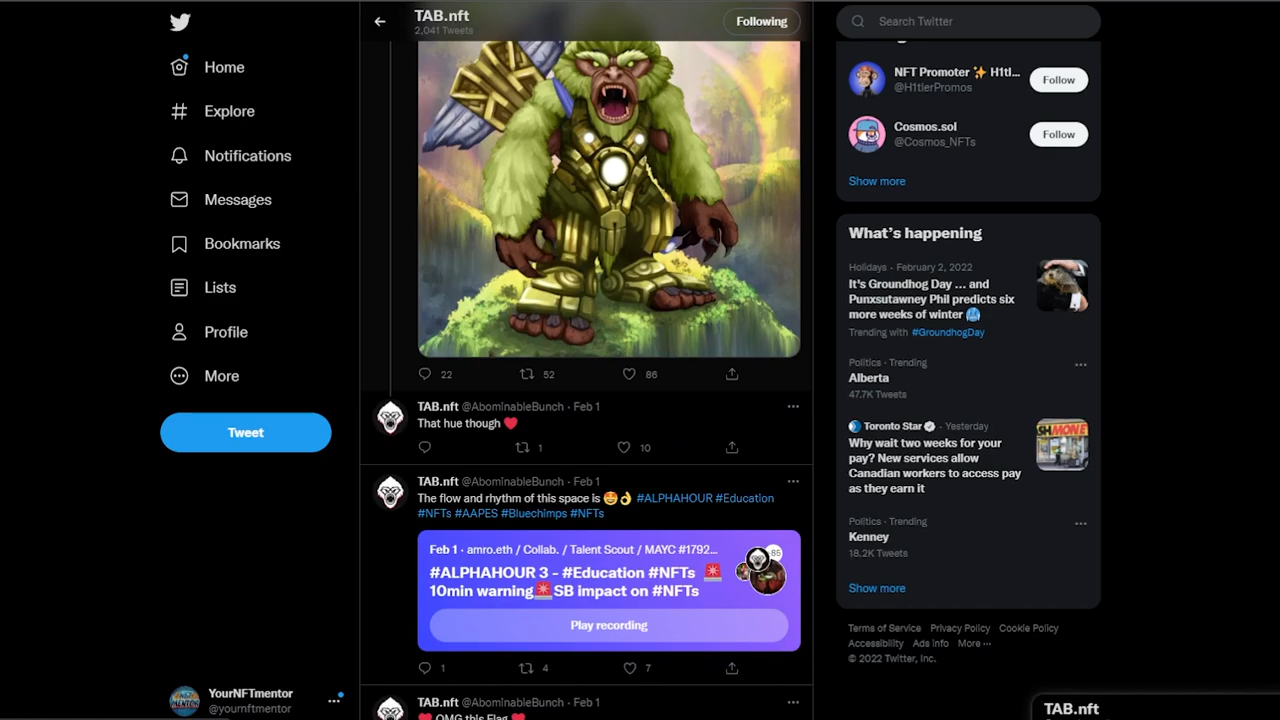 Home
Explore
Notifications
Messages
Bookmarks
Lists
Profile
More
Tweet
YourNFTmentor
@yournftmentor
TAB.nft
2,041 Tweets
Following
22
52
86
TAB.nft @AbominableBunch · Feb 1
That hue though ❤️
1
10
TAB.nft @AbominableBunch · Feb 1
The flow and rhythm of this space is 🤩👌 #ALPHAHOUR #Education
#NFTs #AAPES #Bluechimps #NFTs
Feb 1 · amro.eth / Collab. / Talent Scout / MAYC #1792...
85
#ALPHAHOUR 3 - #Education #NFTs 🚨
10min warning🚨SB impact on #NFTs
Play recording
1
4
7
TAB.nft @AbominableBunch · Feb 1
❤️ OMG this Flag ❤️
Search Twitter
NFT Promoter ✨ H1tl...
@H1tlerPromos
Follow
Cosmos.sol
@Cosmos_NFTs
Follow
Show more
What's happening
Holidays · February 2, 2022
It's Groundhog Day ... and
Punxsutawney Phil predicts six
more weeks of winter 🥶
Trending with #GroundhogDay
Politics · Trending
Alberta
47.7K Tweets
Toronto Star · Yesterday
Why wait two weeks for your
pay? New services allow
Canadian workers to access pay
as they earn it
SH MONE
Politics · Trending
Kenney
18.2K Tweets
Show more
Terms of Service Privacy Policy Cookie Policy
Accessibility Ads info More ···
© 2022 Twitter, Inc.
TAB.nft